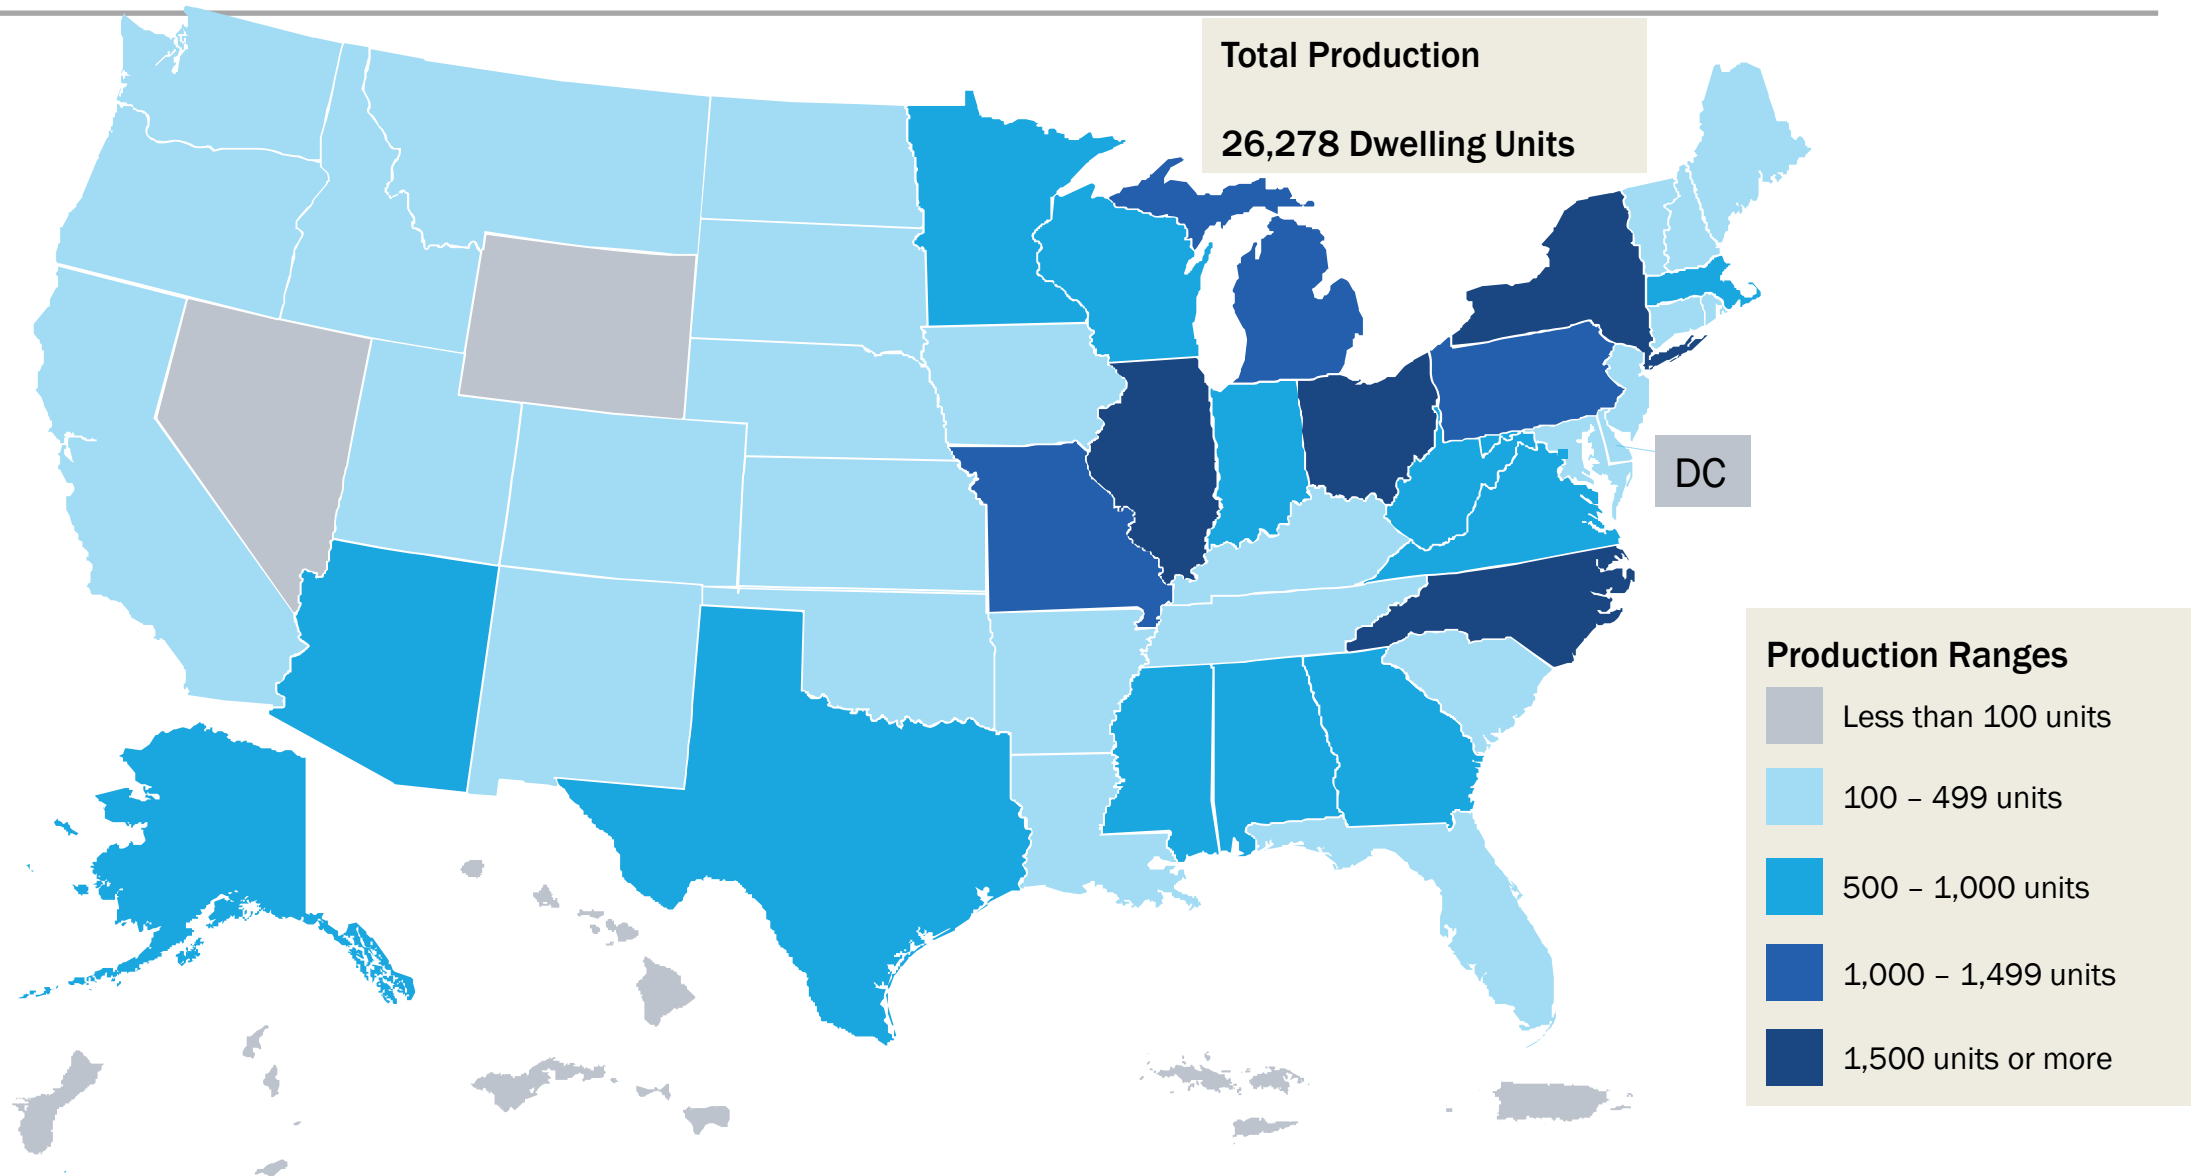 Total Production
26,278 Dwelling Units
DC
Production Ranges
Less than 100 units
100 – 499 units
500 – 1,000 units
1,000 – 1,499 units
1,500 units or more